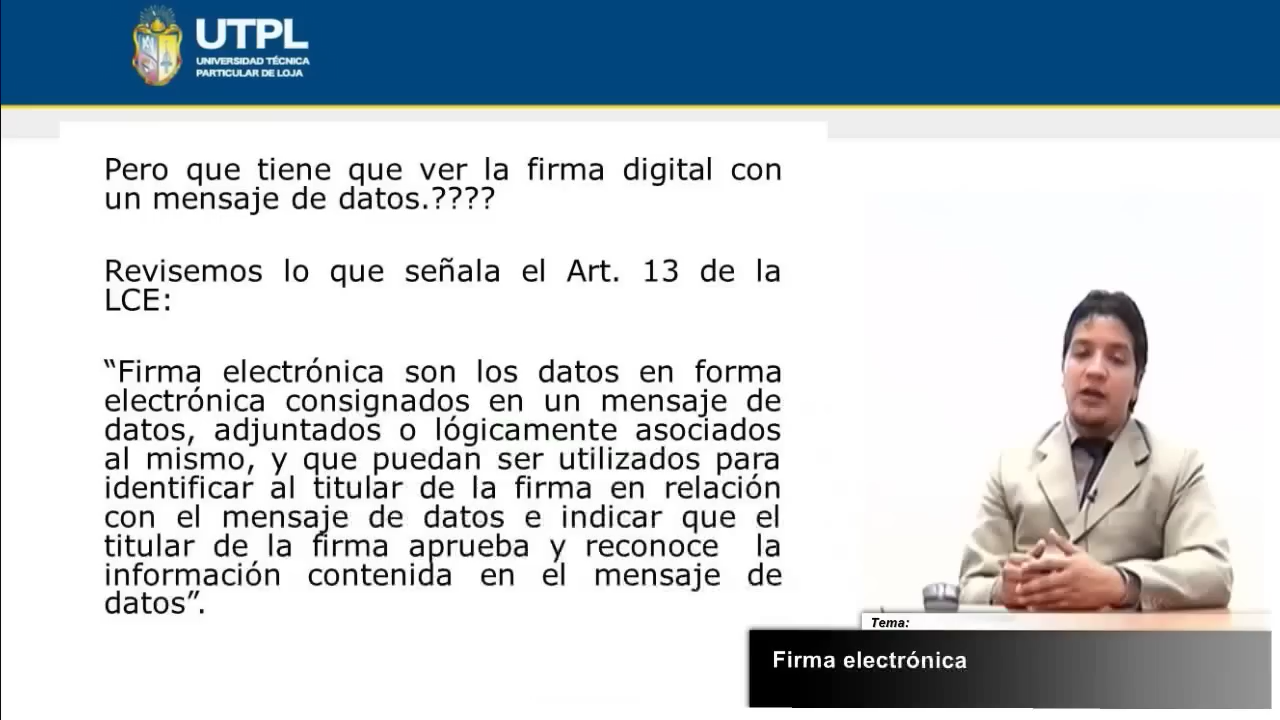 UTPL
UNIVERSIDAD TÉCNICA
PARTICULAR DE LOJA
Pero que tiene que ver la firma digital con
un mensaje de datos.????
Revisemos lo que señala el Art. 13 de la
LCE:
“Firma electrónica son los datos en forma
electrónica consignados en un mensaje de
datos, adjuntados o lógicamente asociados
al mismo, y que puedan ser utilizados para
identificar al titular de la firma en relación
con el mensaje de datos e indicar que el
titular de la firma aprueba y reconoce la
información contenida en el mensaje de
datos”.
Tema:
Firma electrónica